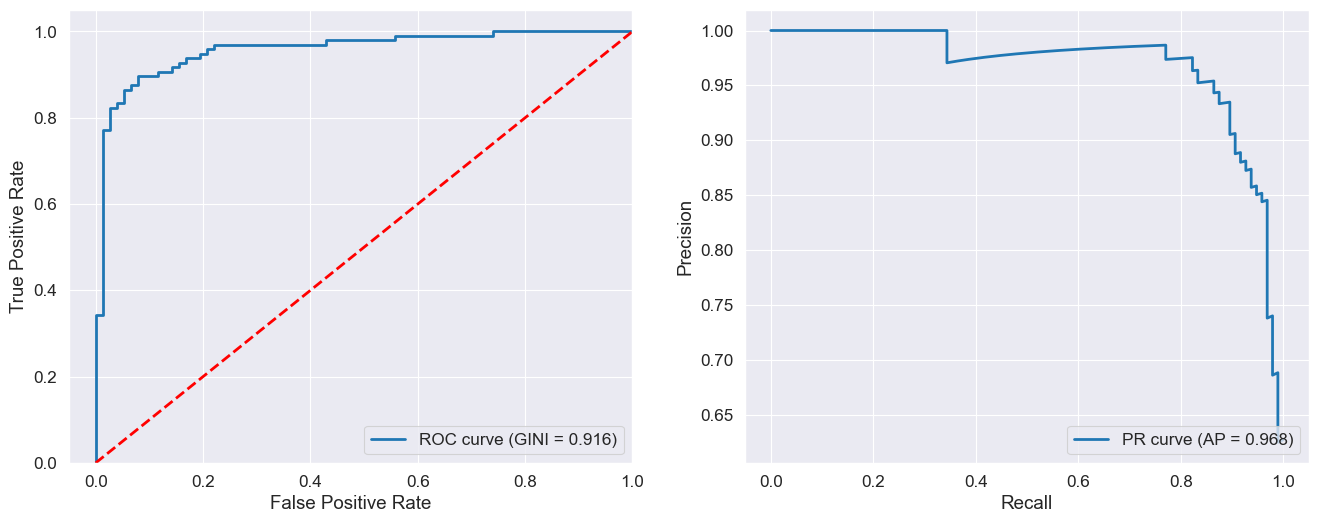 1.0
0.8
0.6
0.4
0.2
0.0
True Positive Rate
0.0 0.2 0.4 0.6 0.8 1.0
False Positive Rate
ROC curve (GINI = 0.916)
1.00
0.95
0.90
0.85
0.80
0.75
0.70
0.65
Precision
0.0 0.2 0.4 0.6 0.8 1.0
Recall
PR curve (AP = 0.968)